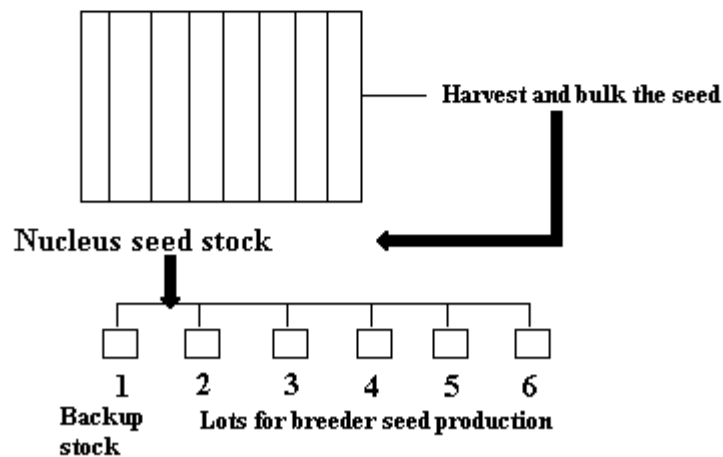 Harvest and bulk the seed
Nucleus seed stock
1 2 3 4 5 6
Backup
stock
Lots for breeder seed production